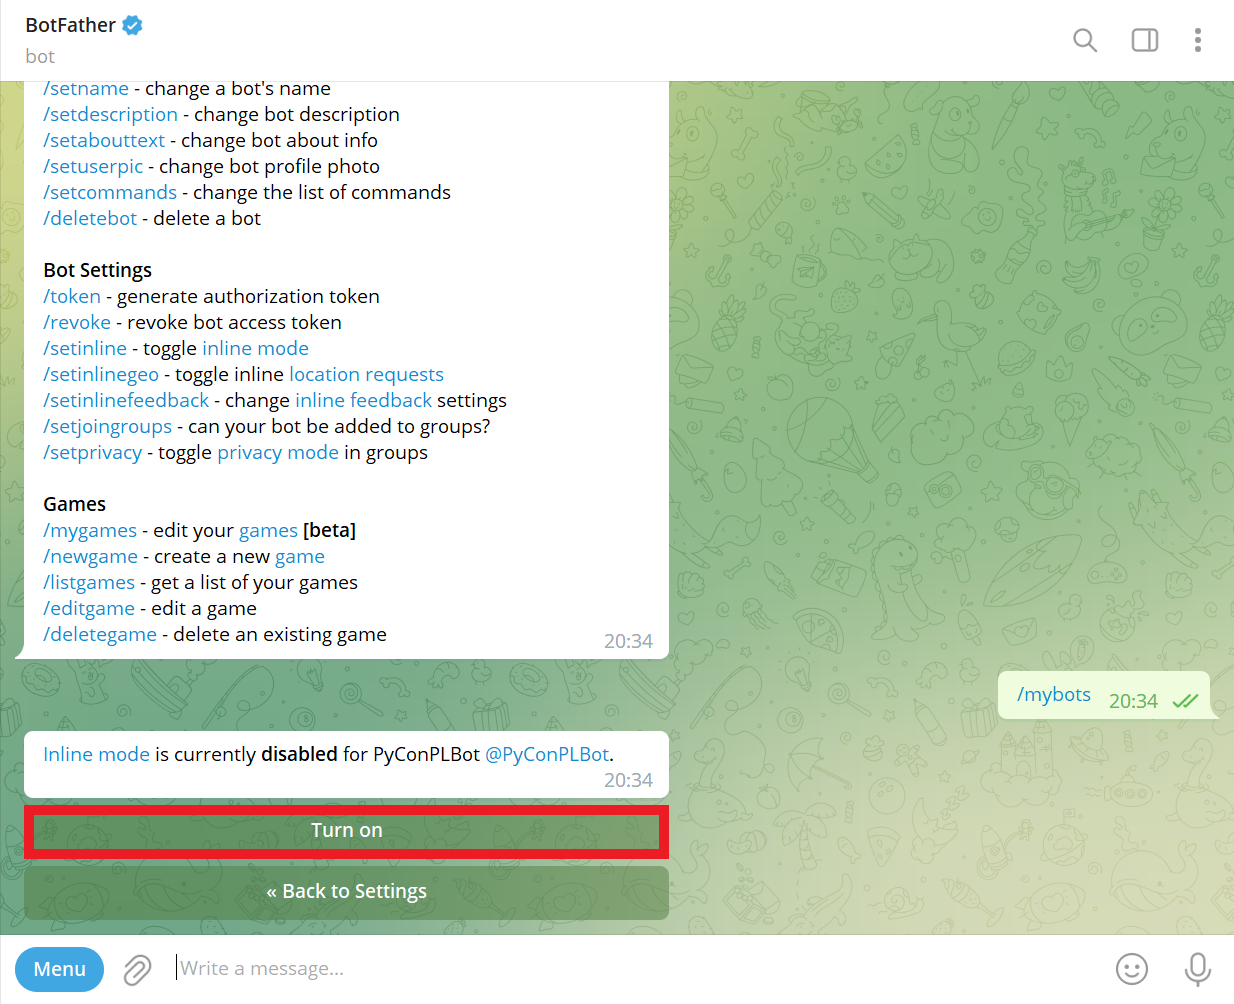 BotFather
bot
/setname - change a bot's name
/setdescription - change bot description
/setabouttext - change bot about info
/setuserpic - change bot profile photo
/setcommands - change the list of commands
/deletebot - delete a bot
Bot Settings
/token - generate authorization token
/revoke - revoke bot access token
/setinline - toggle inline mode
/setinlinegeo - toggle inline location requests
/setinlinefeedback - change inline feedback settings
/setjoingroups - can your bot be added to groups?
/setprivacy - toggle privacy mode in groups
Games
/mygames - edit your games [beta]
/newgame - create a new game
/listgames - get a list of your games
/editgame - edit a game
/deletegame - delete an existing game
20:34
/mybots 20:34
Inline mode is currently disabled for PyConPLBot @PyConPLBot.
20:34
Turn on
« Back to Settings
Menu Write a message...